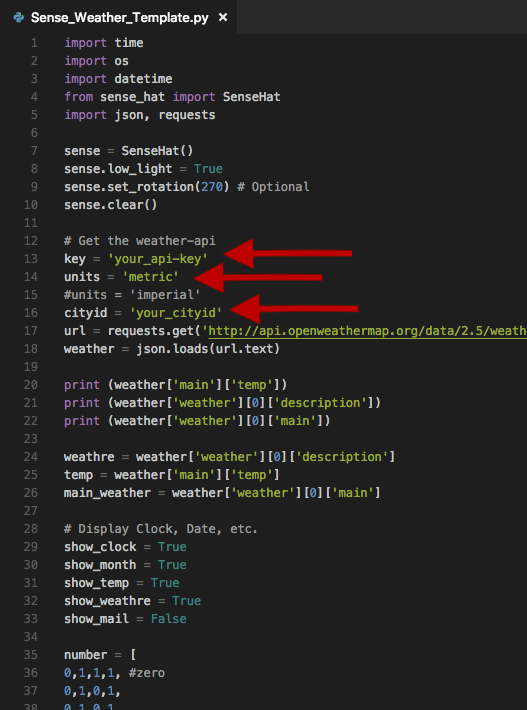 Sense_Weather_Template.py ×
1 import time
2 import os
3 import datetime
4 from sense_hat import SenseHat
5 import json, requests
6
7 sense = SenseHat()
8 sense.low_light = True
9 sense.set_rotation(270) # Optional
10 sense.clear()
11
12 # Get the weather-api
13 key = 'your_api-key'
14 units = 'metric'
15 #units = 'imperial'
16 cityid = 'your_cityid'
17 url = requests.get('http://api.openweathermap.org/data/2.5/weath
18 weather = json.loads(url.text)
19
20 print (weather['main']['temp'])
21 print (weather['weather'][0]['description'])
22 print (weather['weather'][0]['main'])
23
24 weathre = weather['weather'][0]['description']
25 temp = weather['main']['temp']
26 main_weather = weather['weather'][0]['main']
27
28 # Display Clock, Date, etc.
29 show_clock = True
30 show_month = True
31 show_temp = True
32 show_weathre = True
33 show_mail = False
34
35 number = [
36 0,1,1,1, #zero
37 0,1,0,1,
38 0,1,0,1